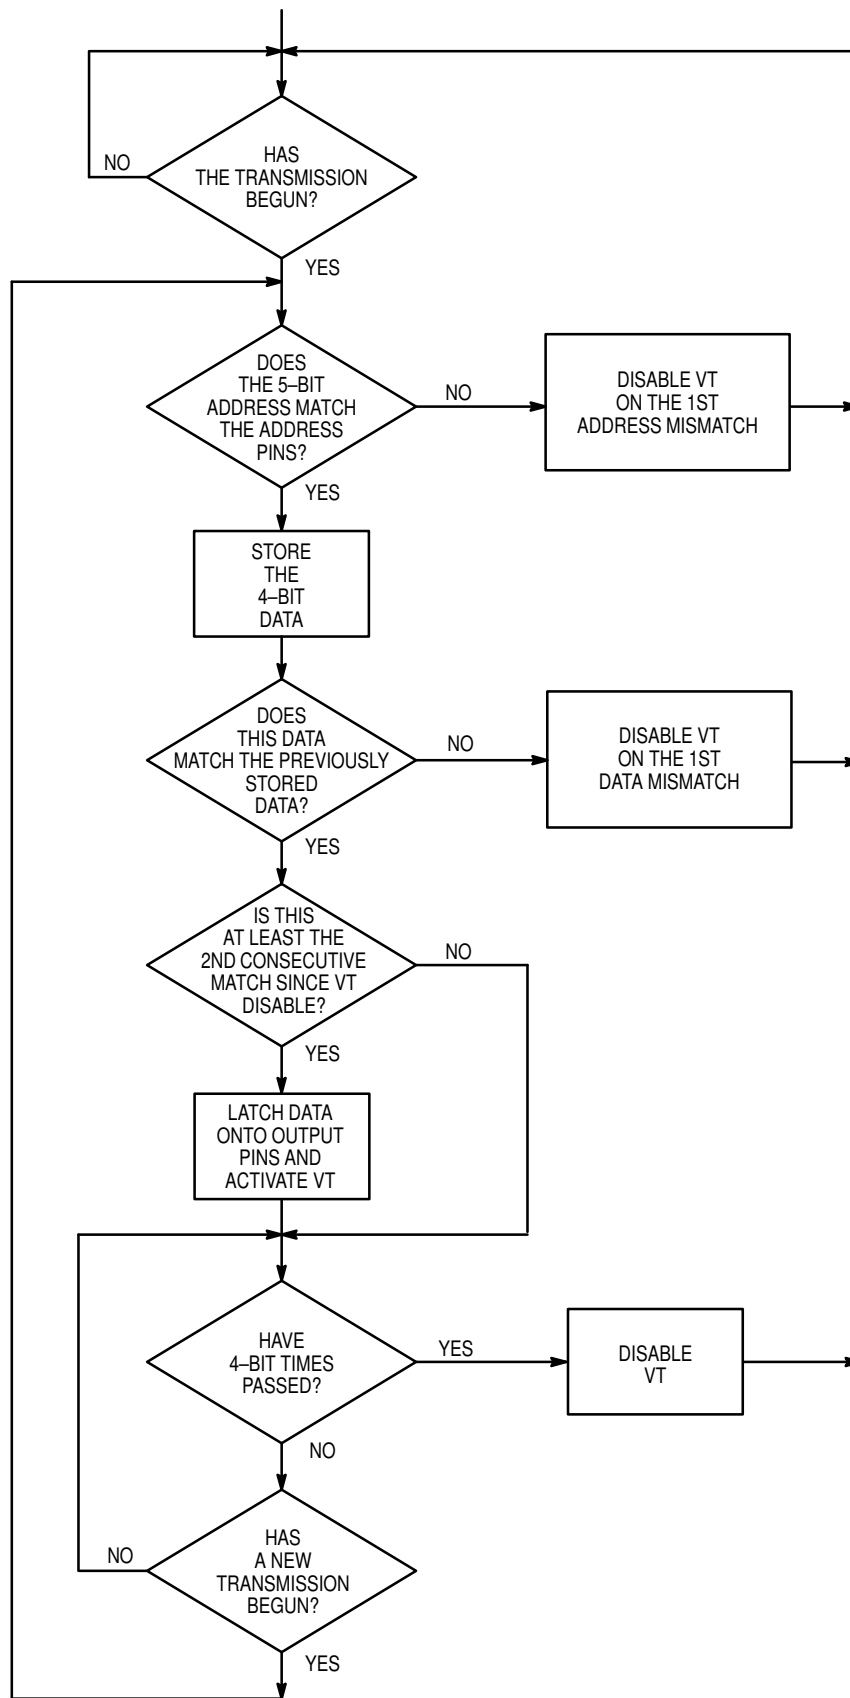 HAS
THE TRANSMISSION
BEGUN?
NO
YES
DOES
THE 5–BIT
ADDRESS MATCH
THE ADDRESS
PINS?
NO
DISABLE VT
ON THE 1ST
ADDRESS MISMATCH
YES
STORE
THE
4–BIT
DATA
DOES
THIS DATA
MATCH THE PREVIOUSLY
STORED
DATA?
NO
DISABLE VT
ON THE 1ST
DATA MISMATCH
YES
IS THIS
AT LEAST THE
2ND CONSECUTIVE
MATCH SINCE VT
DISABLE?
NO
YES
LATCH DATA
ONTO OUTPUT
PINS AND
ACTIVATE VT
HAVE
4–BIT TIMES
PASSED?
YES
DISABLE
VT
NO
HAS
A NEW
TRANSMISSION
BEGUN?
NO
YES